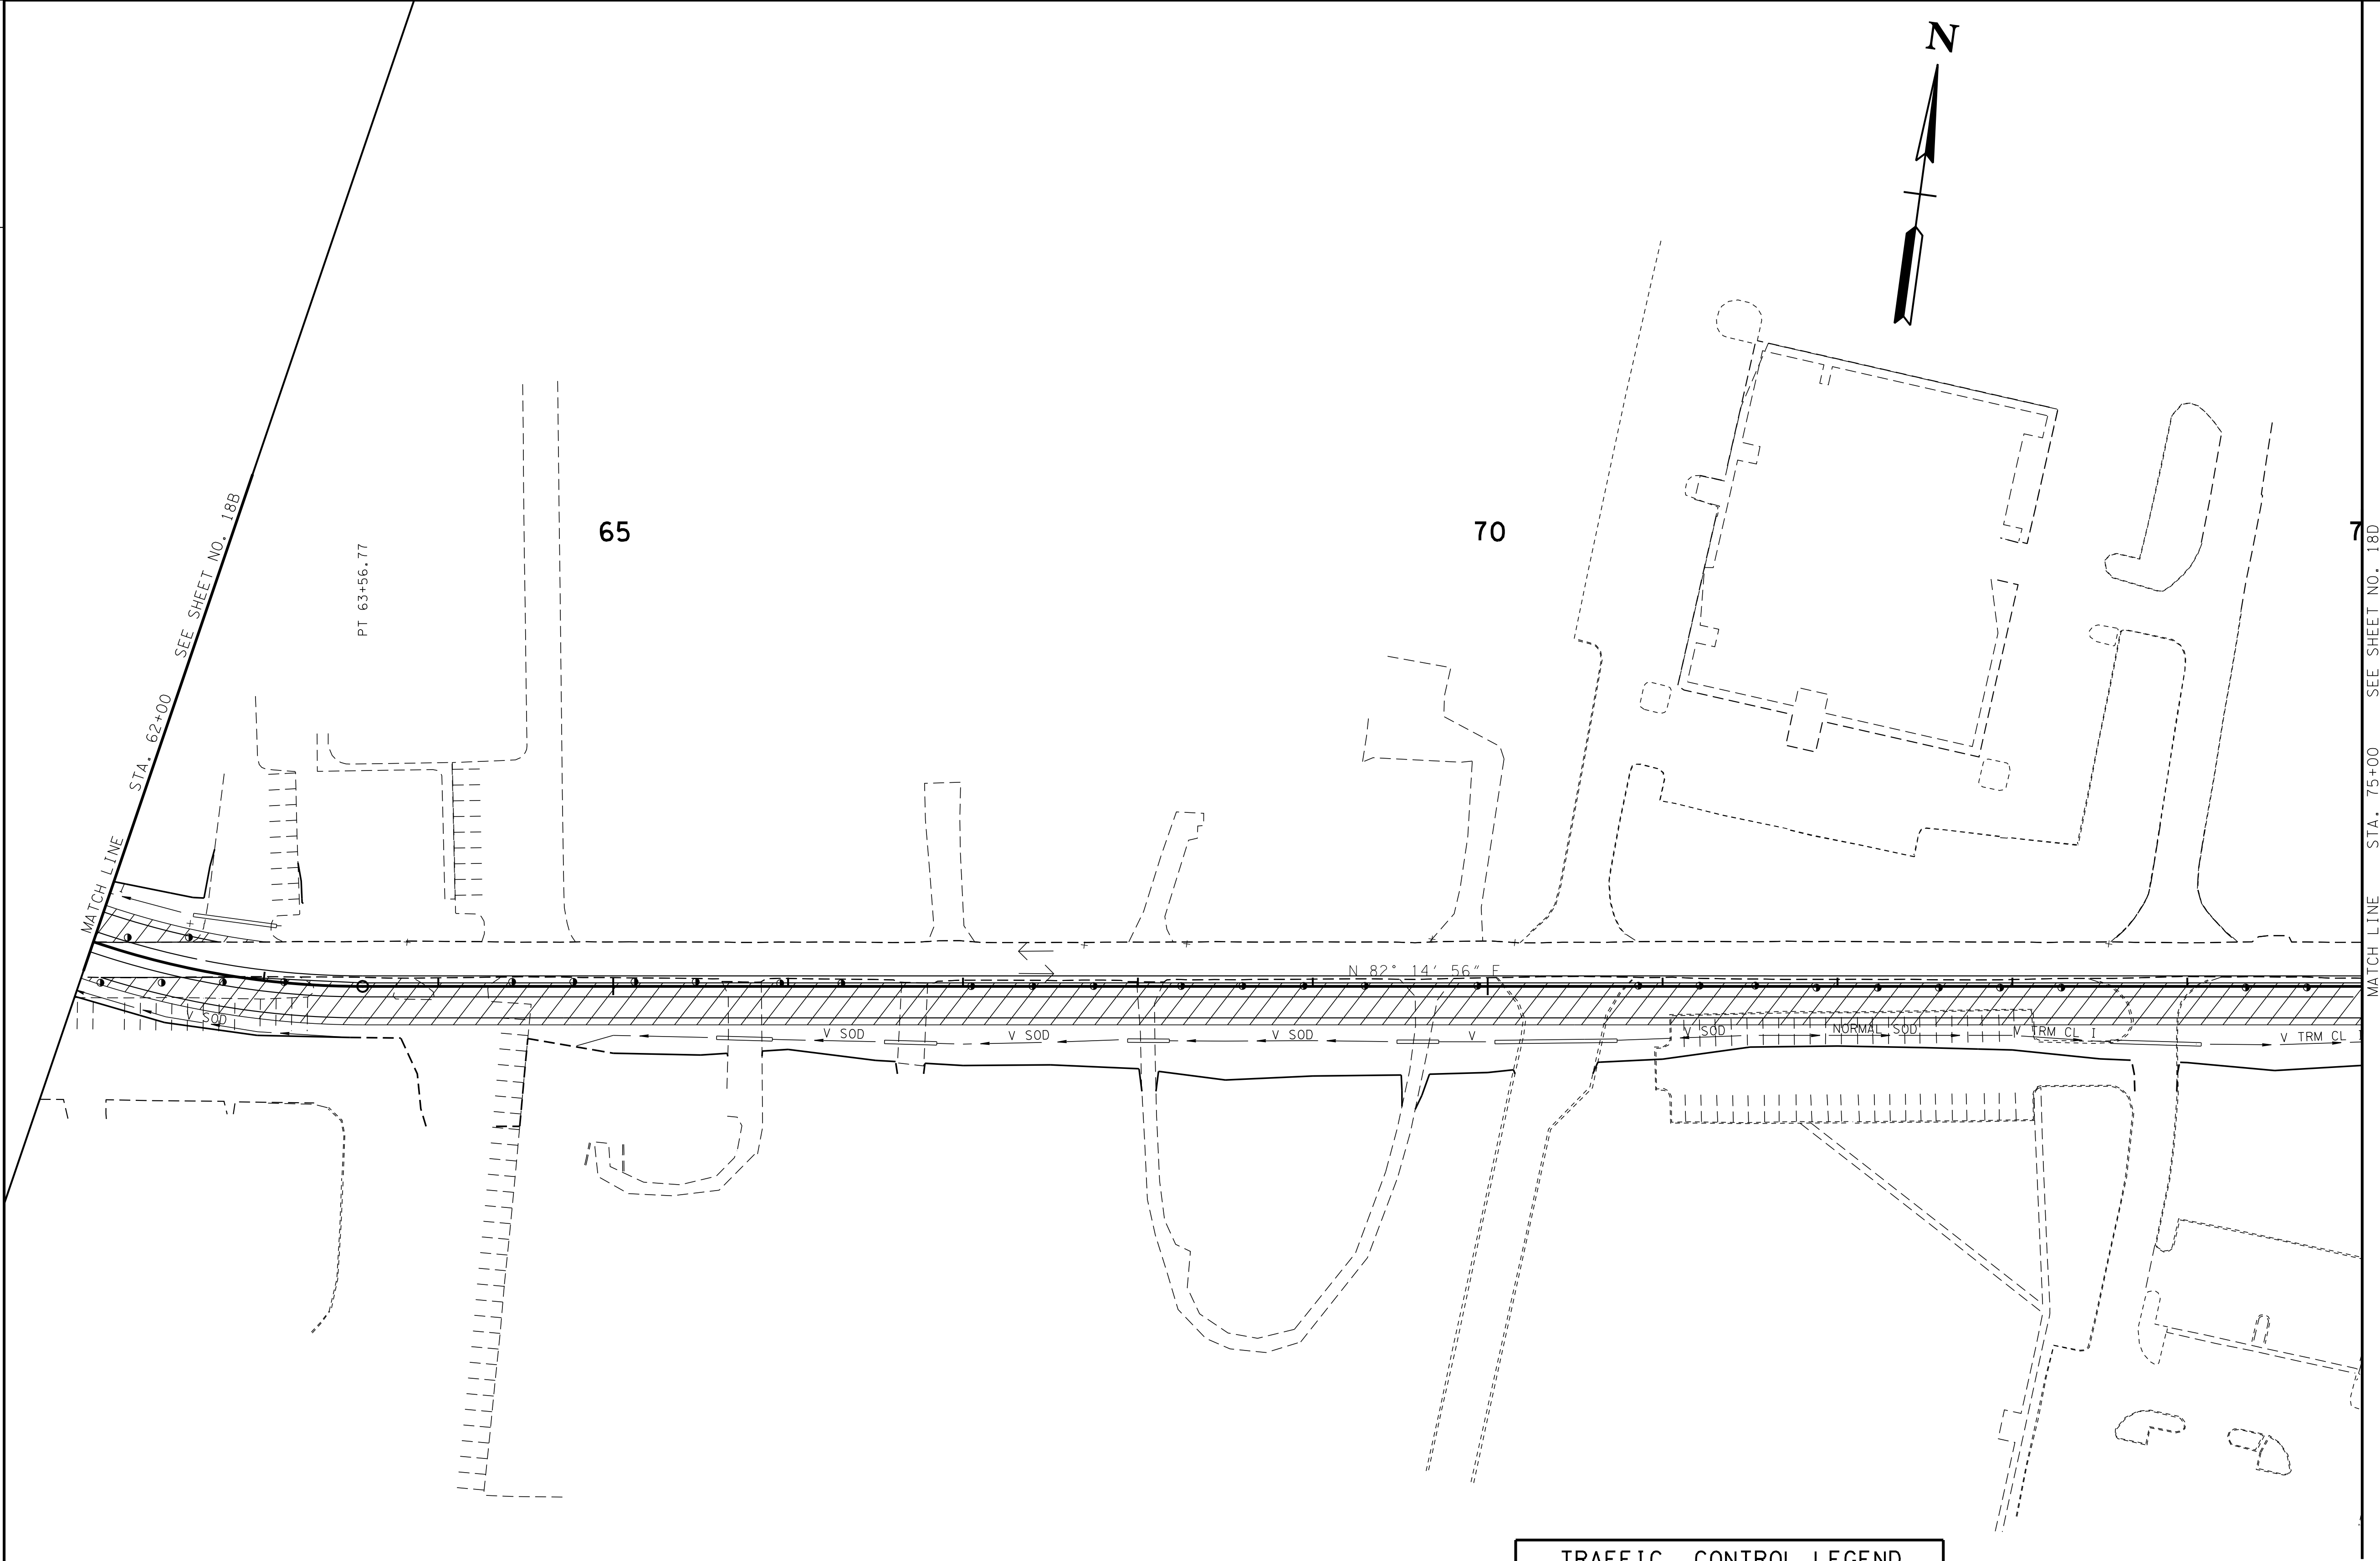 N
65
70
7
PT 63+56.77
MATCH LINE STA. 62+00 SEE SHEET NO. 18B
MATCH LINE STA. 75+00 SEE SHEET NO. 18D
N 82° 14' 56" E
V SOD
V SOD
V SOD
V SOD
V
V SOD
NORMAL SOD
V TRM CL I
V TRM CL I
TRAFFIC CONTROL LEGEND